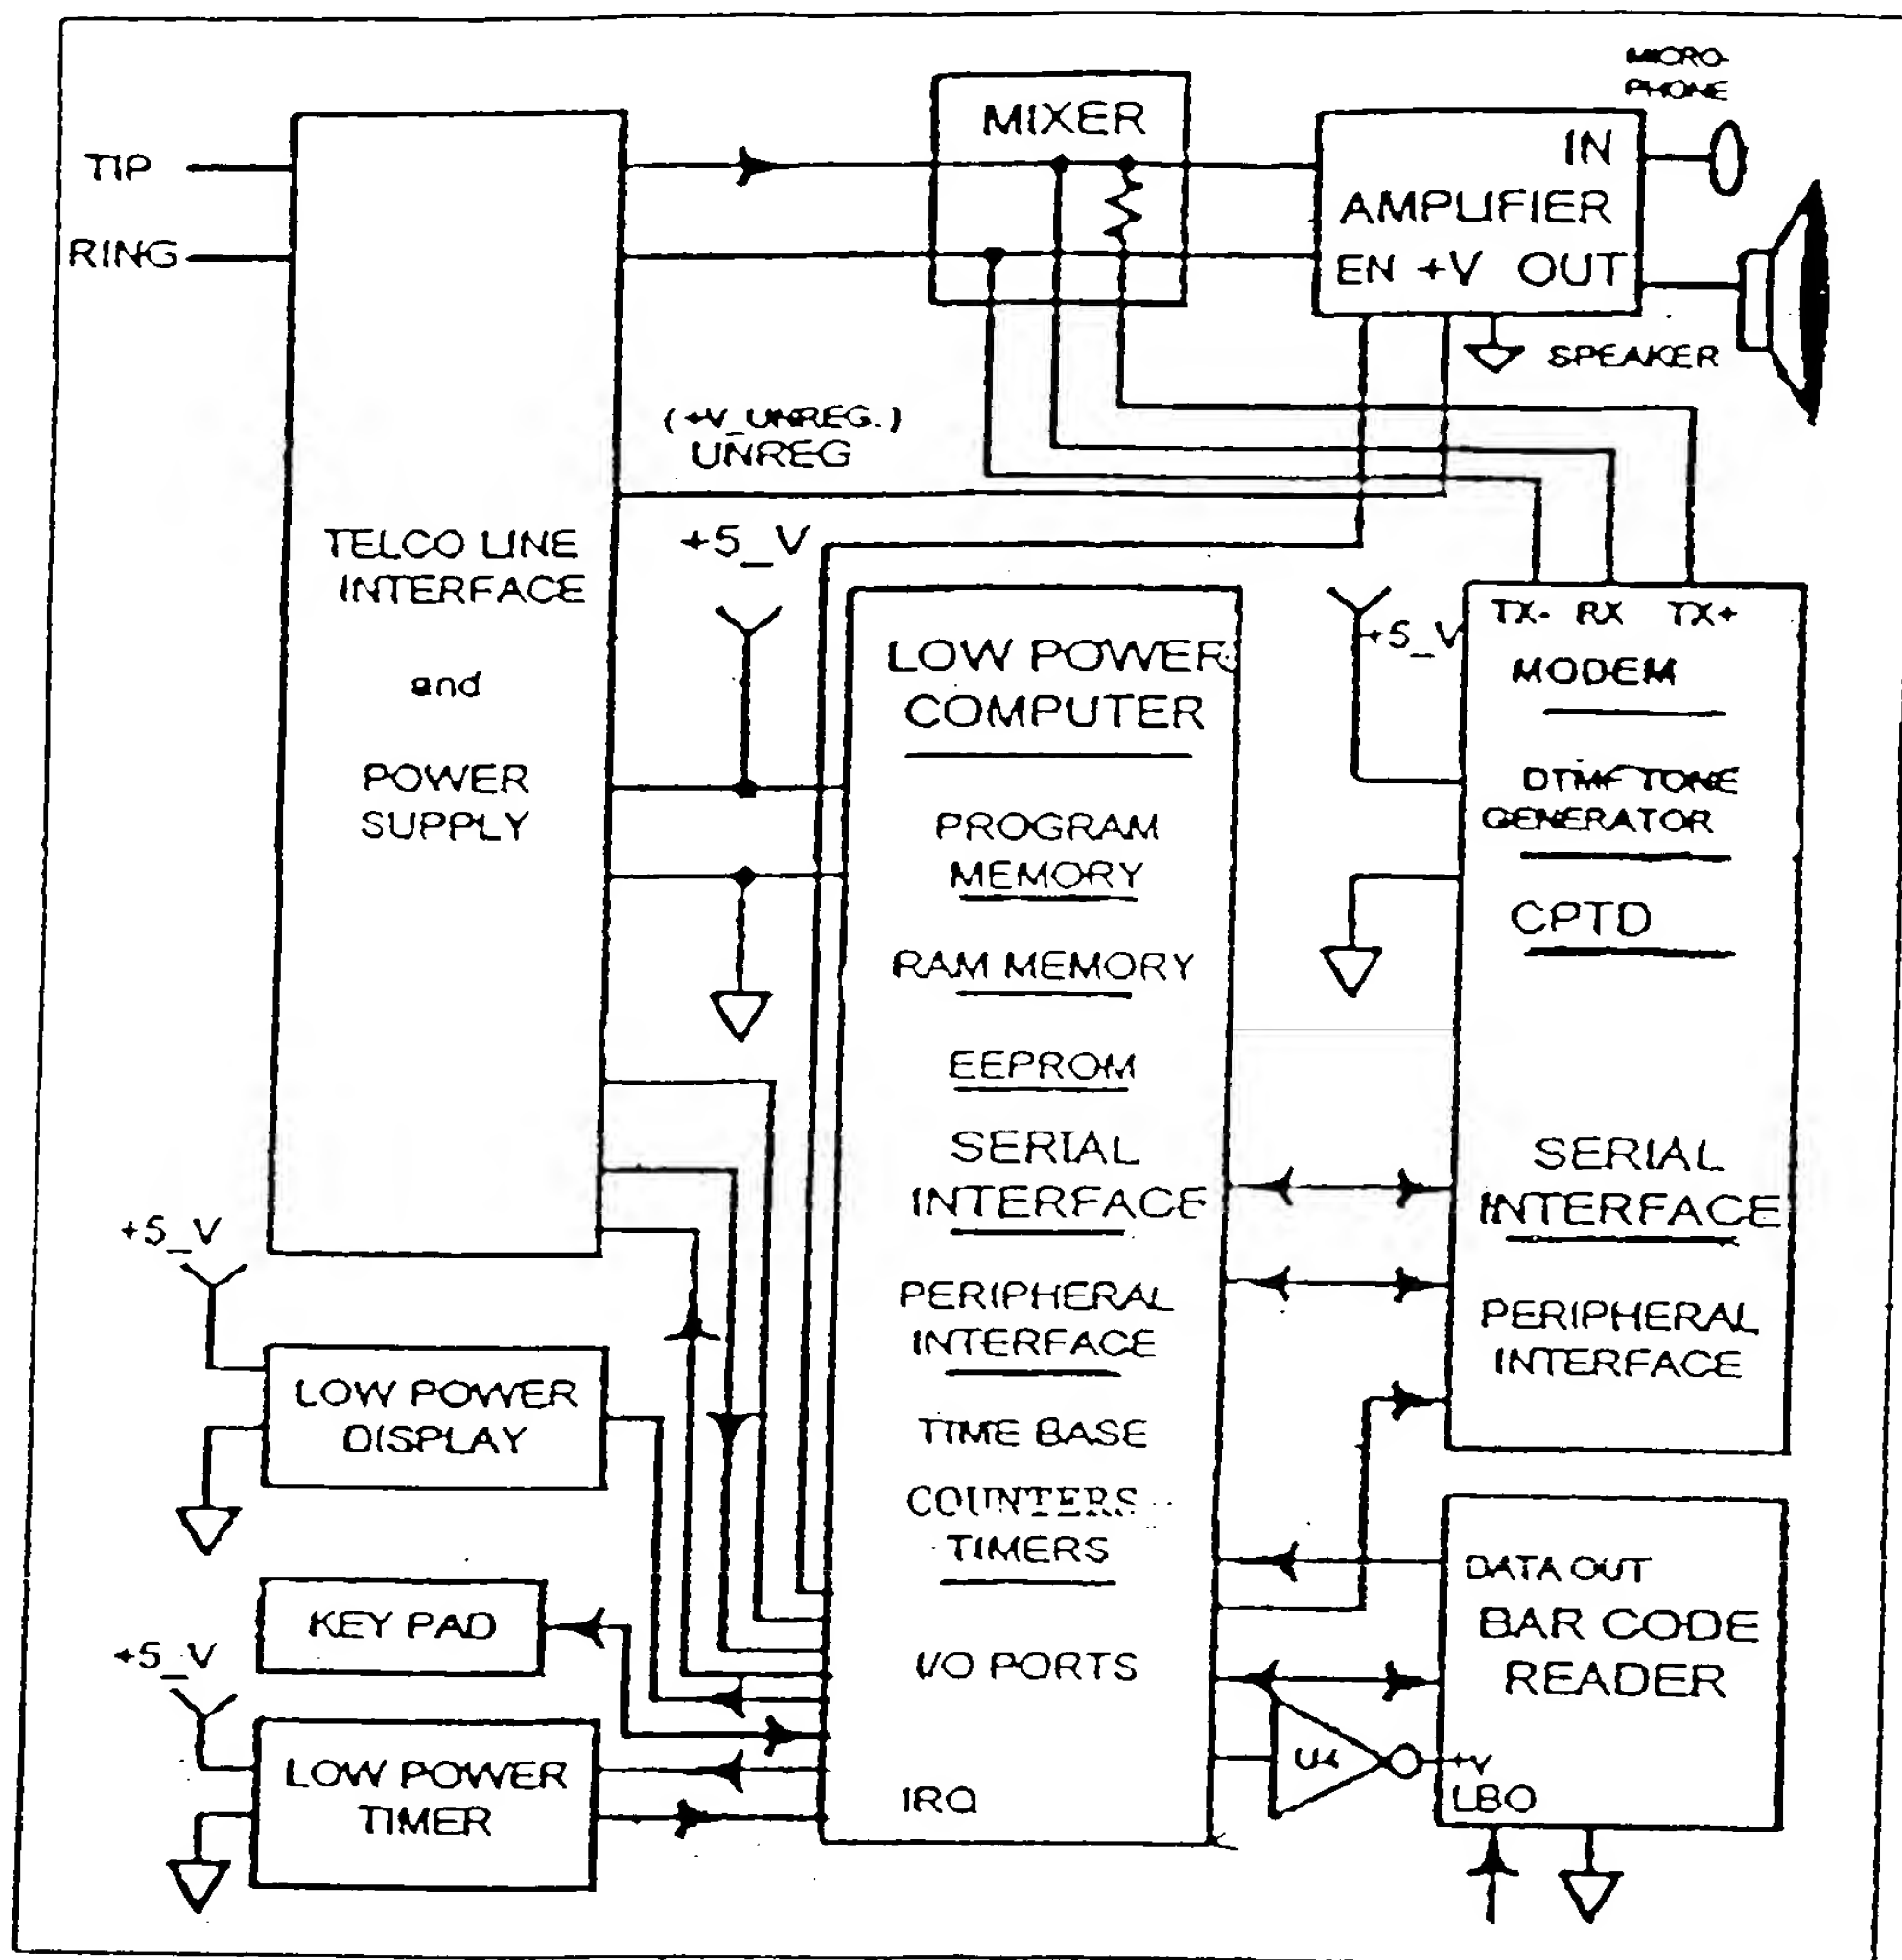 MICRO-
PHONE
MIXER
TIP
RING
IN
AMPLIFIER
EN +V OUT
SPEAKER
(+V_UNREG.)
UNREG
TELCO LINE
INTERFACE
and
POWER
SUPPLY
+5_V
LOW POWER
COMPUTER
PROGRAM
MEMORY
RAM MEMORY
EEPROM
SERIAL
INTERFACE
PERIPHERAL
INTERFACE
TIME BASE
COUNTERS
TIMERS
I/O PORTS
IRQ
+5_V
TX- RX TX+
MODEM
DTMF TONE
GENERATOR
CPTD
SERIAL
INTERFACE
PERIPHERAL
INTERFACE
+5_V
LOW POWER
DISPLAY
KEY PAD
+5_V
LOW POWER
TIMER
DATA OUT
BAR CODE
READER
U4
+V
LBO